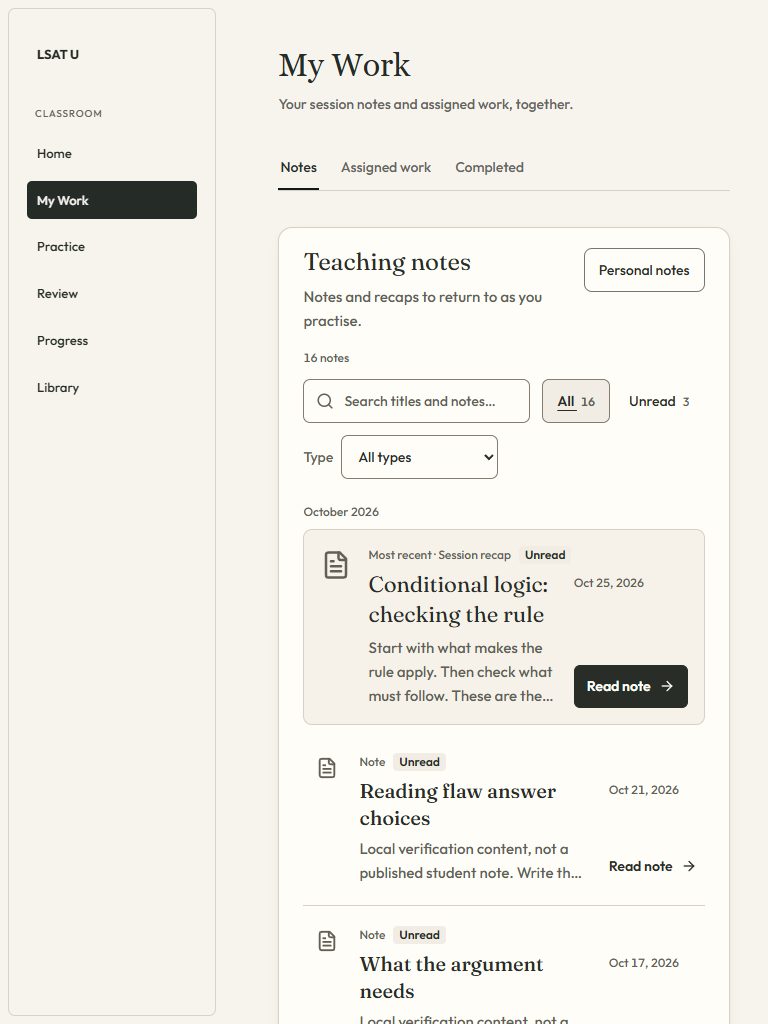 LSAT U
CLASSROOM
Home
My Work
Practice
Review
Progress
Library
My Work
Your session notes and assigned work, together.
Notes
Assigned work
Completed
Teaching notes
Notes and recaps to return to as you
practise.
Personal notes
16 notes
Search titles and notes...
All 16
Unread 3
Type
All types
October 2026
Most recent · Session recap Unread
Conditional logic:
checking the rule
Oct 25, 2026
Start with what makes the
rule apply. Then check what
must follow. These are the...
Read note
Note Unread
Reading flaw answer
choices
Oct 21, 2026
Local verification content, not a
published student note. Write th...
Read note
Note Unread
What the argument
needs
Oct 17, 2026
Local verification content, not a